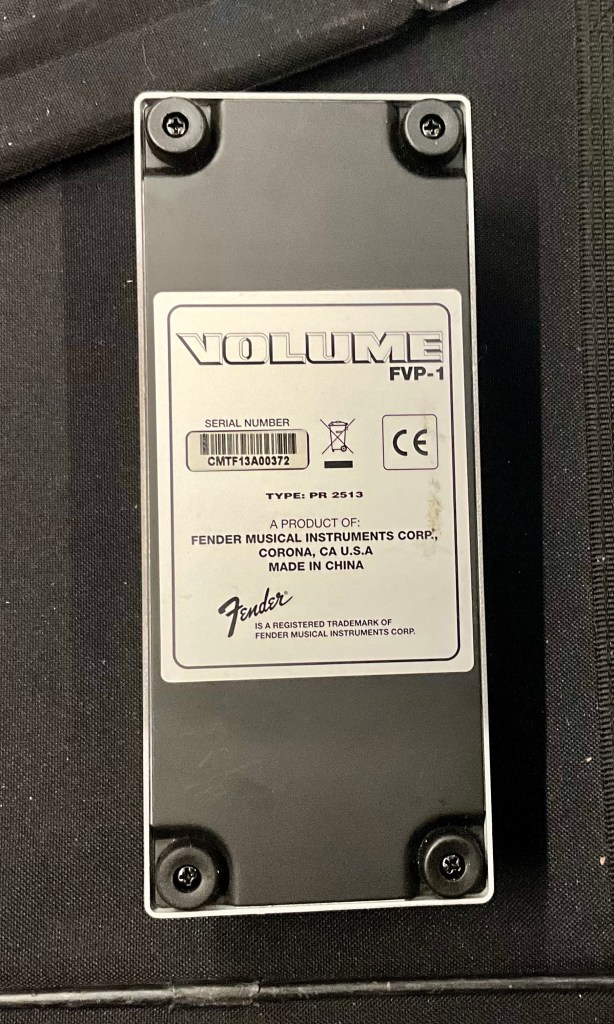 VOLUME
FVP-1
SERIAL NUMBER
CMTF13A00372
CE
TYPE: PR 2513
A PRODUCT OF:
FENDER MUSICAL INSTRUMENTS CORP.,
CORONA, CA U.S.A
MADE IN CHINA
Fender
IS A REGISTERED TRADEMARK OF
FENDER MUSICAL INSTRUMENTS CORP.